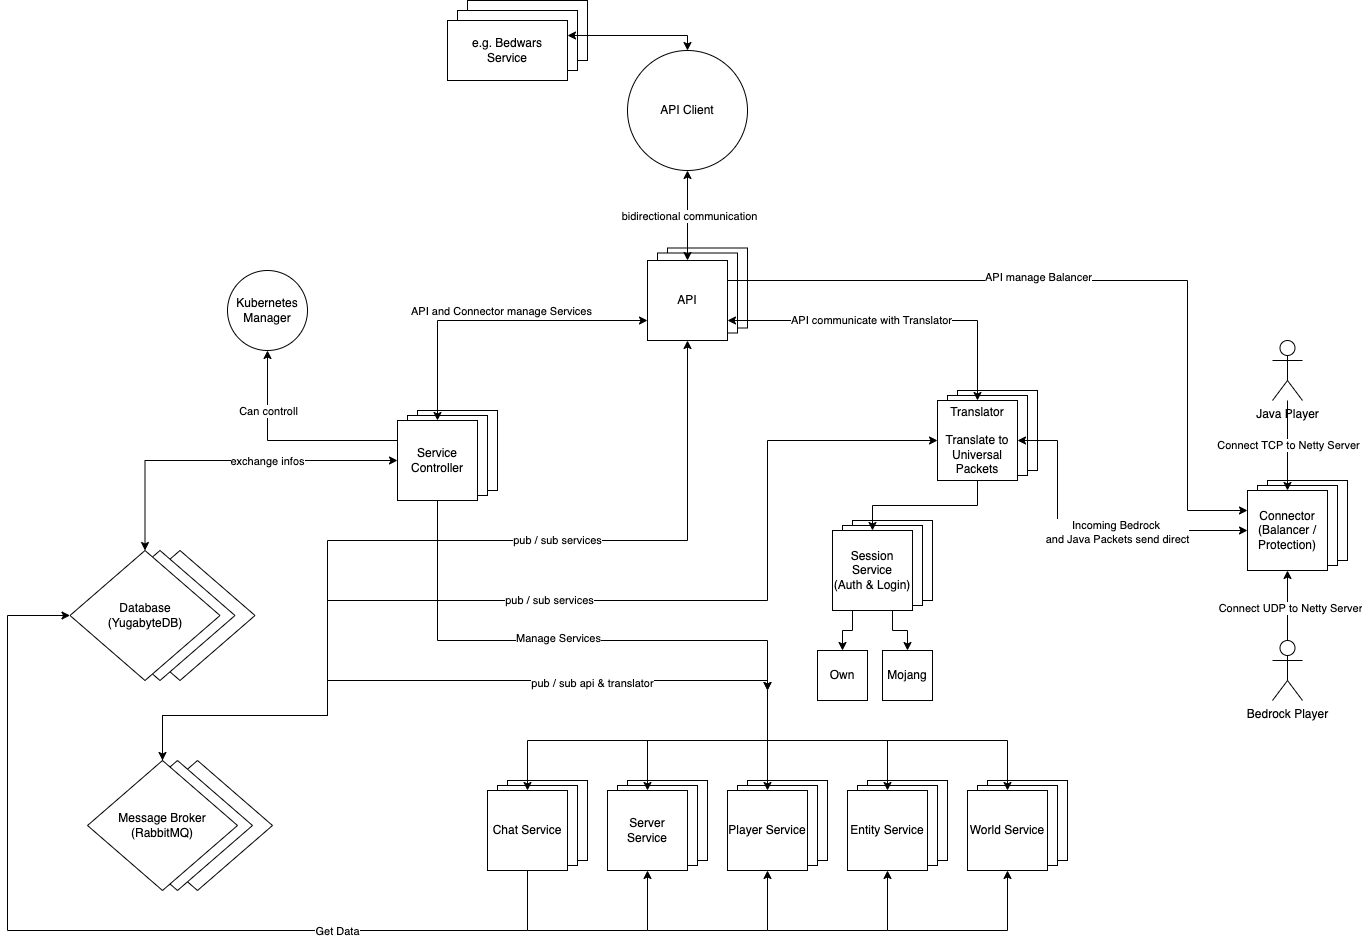 e.g. Bedwars
Service
API Client
bidirectional communication
API manage Balancer
Kubernetes
Manager
API
API and Connector manage Services
API communicate with Translator
Can controll
Java Player
Translator
Translate to
Universal
Packets
Connect TCP to Netty Server
Service
Controller
exchange infos
Connector
(Balancer /
Protection)
Incoming Bedrock
and Java Packets send direct
pub / sub services
Session
Service
(Auth & Login)
pub / sub services
Database
(YugabyteDB)
Connect UDP to Netty Server
Manage Services
Own
Mojang
pub / sub api & translator
Bedrock Player
Message Broker
(RabbitMQ)
Chat Service
Server
Service
Player Service
Entity Service
World Service
Get Data